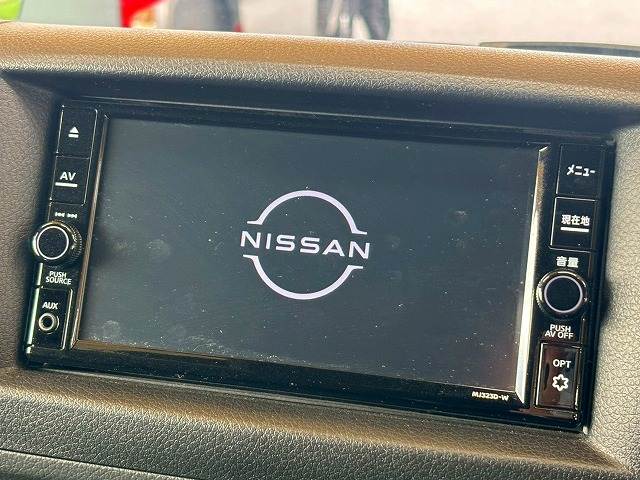 AV
PUSH
SOURCE
AUX
NISSAN
メニュー
現在地
音量
PUSH
AV OFF
OPT
MJ323D-W